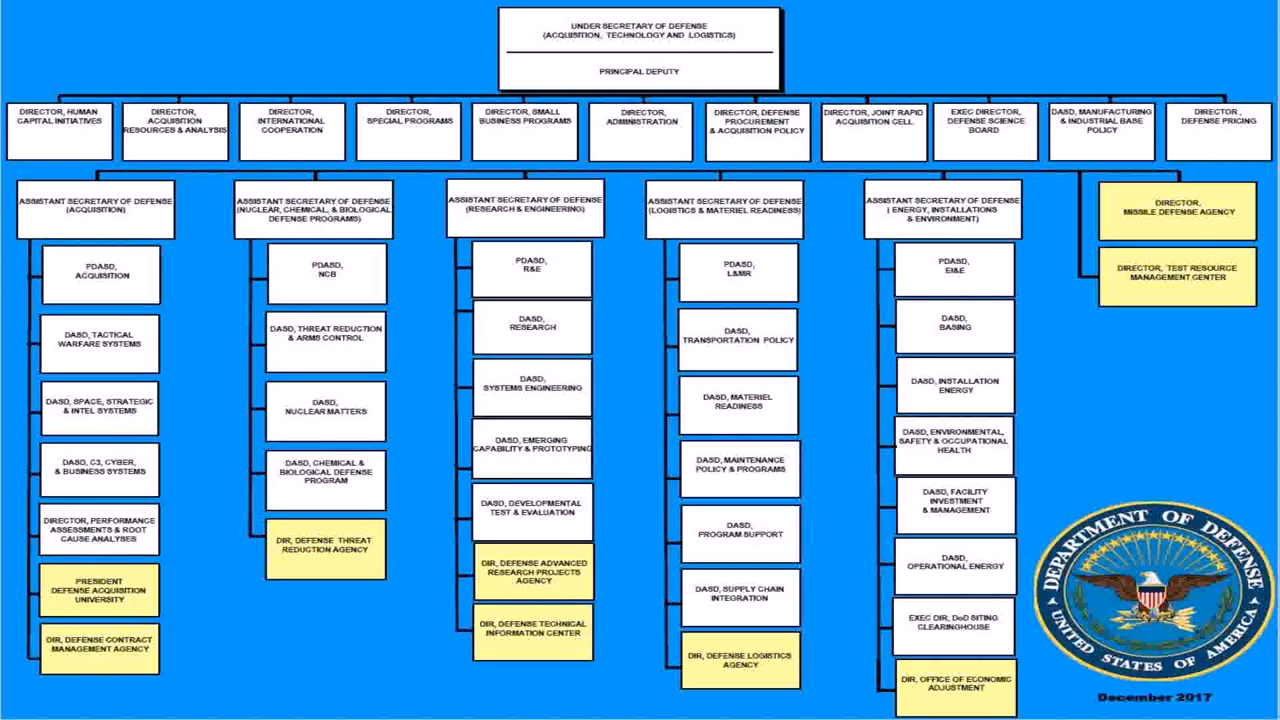 UNDER SECRETARY OF DEFENSE
(ACQUISITION, TECHNOLOGY AND LOGISTICS)
PRINCIPAL DEPUTY
DIRECTOR, HUMAN
CAPITAL INITIATIVES
DIRECTOR,
ACQUISITION
RESOURCES & ANALYSIS
DIRECTOR,
INTERNATIONAL
COOPERATION
DIRECTOR,
SPECIAL PROGRAMS
DIRECTOR, SMALL
BUSINESS PROGRAMS
DIRECTOR,
ADMINISTRATION
DIRECTOR, DEFENSE
PROCUREMENT
& ACQUISITION POLICY
DIRECTOR, JOINT RAPID
ACQUISITION CELL
EXEC DIRECTOR,
DEFENSE SCIENCE
BOARD
DASD, MANUFACTURING
& INDUSTRIAL BASE
POLICY
DIRECTOR ,
DEFENSE PRICING
ASSISTANT SECRETARY OF DEFENSE
(ACQUISITION)
PDASD,
ACQUISITION
DASD, TACTICAL
WARFARE SYSTEMS
DASD, SPACE, STRATEGIC
& INTEL SYSTEMS
DASD, C3, CYBER,
& BUSINESS SYSTEMS
DIRECTOR, PERFORMANCE
ASSESSMENTS & ROOT
CAUSE ANALYSES
PRESIDENT
DEFENSE ACQUISITION
UNIVERSITY
DIR, DEFENSE CONTRACT
MANAGEMENT AGENCY
ASSISTANT SECRETARY OF DEFENSE
(NUCLEAR, CHEMICAL, & BIOLOGICAL
DEFENSE PROGRAMS)
PDASD,
NCB
DASD, THREAT REDUCTION
& ARMS CONTROL
DASD,
NUCLEAR MATTERS
DASD, CHEMICAL &
BIOLOGICAL DEFENSE
PROGRAM
DIR, DEFENSE THREAT
REDUCTION AGENCY
ASSISTANT SECRETARY OF DEFENSE
(RESEARCH & ENGINEERING)
PDASD,
R&E
DASD,
RESEARCH
DASD,
SYSTEMS ENGINEERING
DASD, EMERGING
CAPABILITY & PROTOTYPING
DASD, DEVELOPMENTAL
TEST & EVALUATION
DIR, DEFENSE ADVANCED
RESEARCH PROJECTS
AGENCY
DIR, DEFENSE TECHNICAL
INFORMATION CENTER
ASSISTANT SECRETARY OF DEFENSE
(LOGISTICS & MATERIEL READINESS)
PDASD,
L&MR
DASD,
TRANSPORTATION POLICY
DASD, MATERIEL
READINESS
DASD, MAINTENANCE
POLICY & PROGRAMS
DASD,
PROGRAM SUPPORT
DASD, SUPPLY CHAIN
INTEGRATION
DIR, DEFENSE LOGISTICS
AGENCY
ASSISTANT SECRETARY OF DEFENSE
( ENERGY, INSTALLATIONS
& ENVIRONMENT)
PDASD,
EI&E
DASD,
BASING
DASD, INSTALLATION
ENERGY
DASD, ENVIRONMENTAL,
SAFETY & OCCUPATIONAL
HEALTH
DASD, FACILITY
INVESTMENT
& MANAGEMENT
DASD,
OPERATIONAL ENERGY
EXEC DIR, DoD SITING
CLEARINGHOUSE
DIR, OFFICE OF ECONOMIC
ADJUSTMENT
DIRECTOR,
MISSILE DEFENSE AGENCY
DIRECTOR, TEST RESOURCE
MANAGEMENT CENTER
DEPARTMENT OF DEFENSE
UNITED STATES OF AMERICA
December 2017